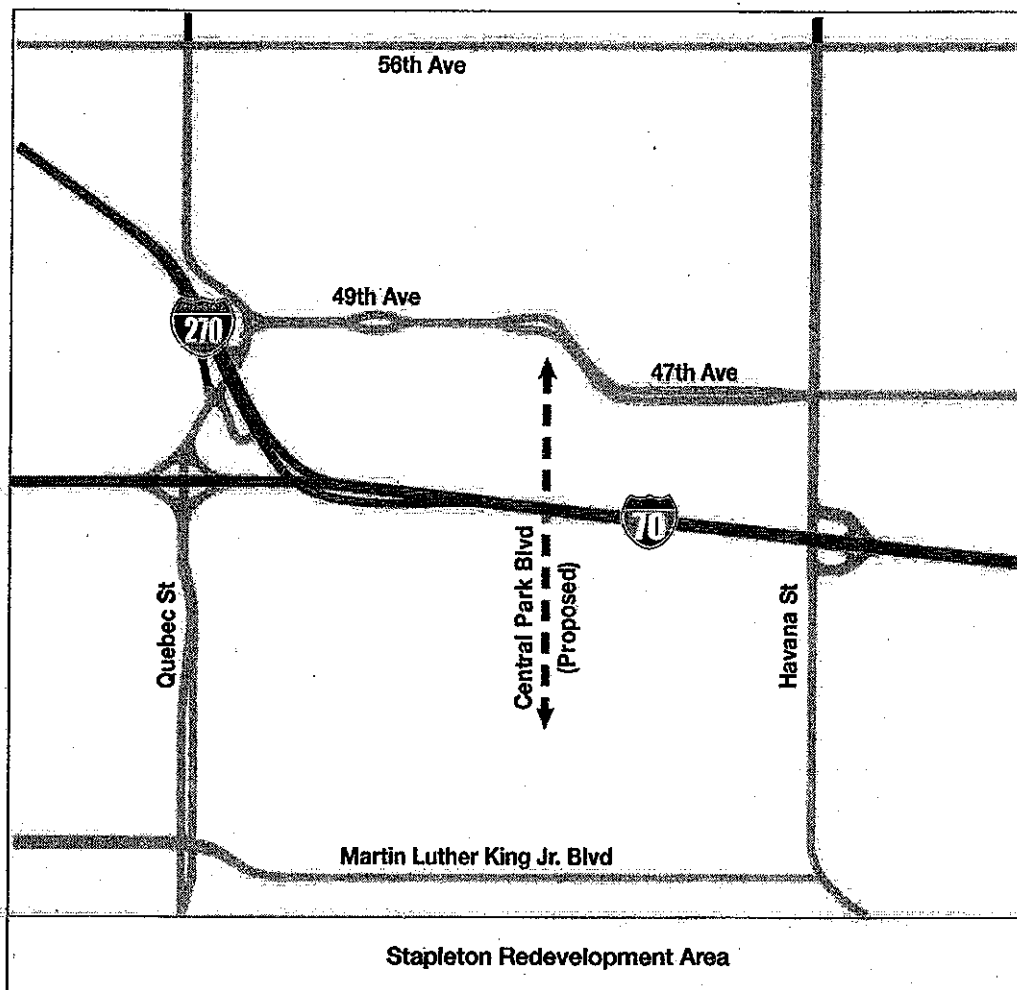 56th Ave
49th Ave
270
47th Ave
70
Central Park Blvd
(Proposed)
Quebec St
Havana St
Martin Luther King Jr. Blvd
Stapleton Redevelopment Area